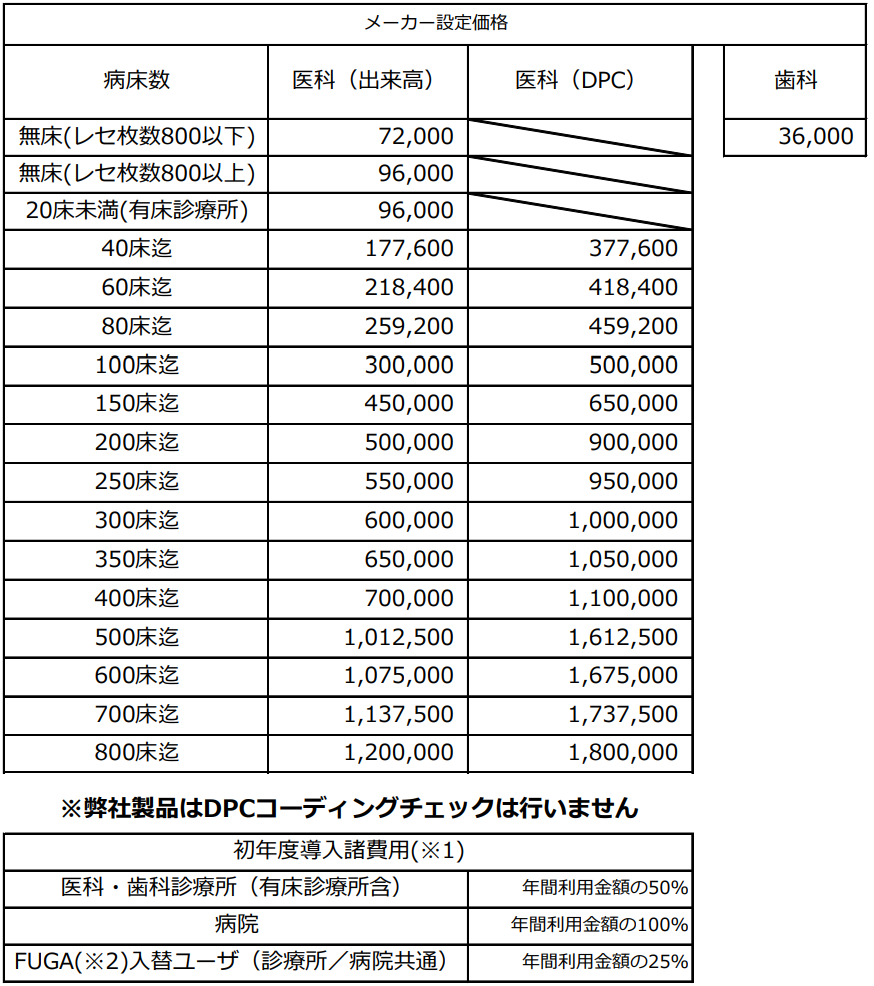 メーカー設定価格
病床数 医科（出来高） 医科（DPC） 歯科
無床(レセ枚数800以下) 72,000 36,000
無床(レセ枚数800以上) 96,000
20床未満(有床診療所) 96,000
40床迄 177,600 377,600
60床迄 218,400 418,400
80床迄 259,200 459,200
100床迄 300,000 500,000
150床迄 450,000 650,000
200床迄 500,000 900,000
250床迄 550,000 950,000
300床迄 600,000 1,000,000
350床迄 650,000 1,050,000
400床迄 700,000 1,100,000
500床迄 1,012,500 1,612,500
600床迄 1,075,000 1,675,000
700床迄 1,137,500 1,737,500
800床迄 1,200,000 1,800,000
※弊社製品はDPCコーディングチェックは行いません
初年度導入諸費用(※1)
医科・歯科診療所（有床診療所含） 年間利用金額の50%
病院 年間利用金額の100%
FUGA(※2)入替ユーザ（診療所／病院共通） 年間利用金額の25%